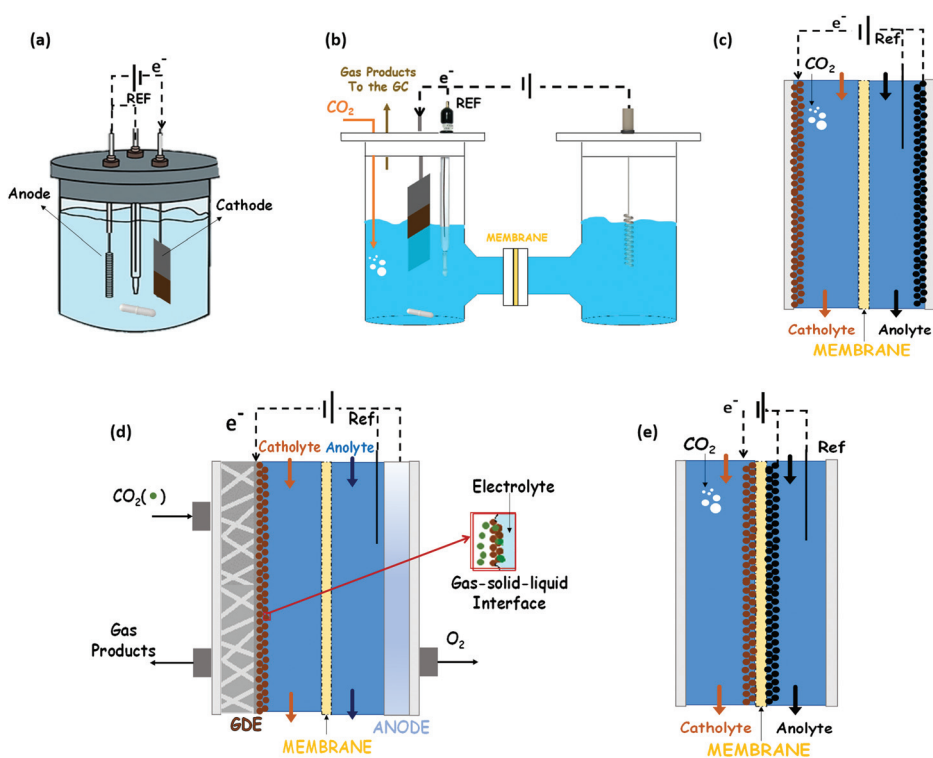 (a)
e⁻
REF
Anode
Cathode
(b)
Gas Products
To the GC
CO₂
e⁻
REF
MEMBRANE
(c)
e⁻
Ref
CO₂
Catholyte
Anolyte
MEMBRANE
(d)
e⁻
Ref
Catholyte
Anolyte
CO₂(•)
Electrolyte
Gas-solid-liquid
Interface
Gas
Products
O₂
GDE
ANODE
MEMBRANE
(e)
e⁻
CO₂
Ref
Catholyte
Anolyte
MEMBRANE